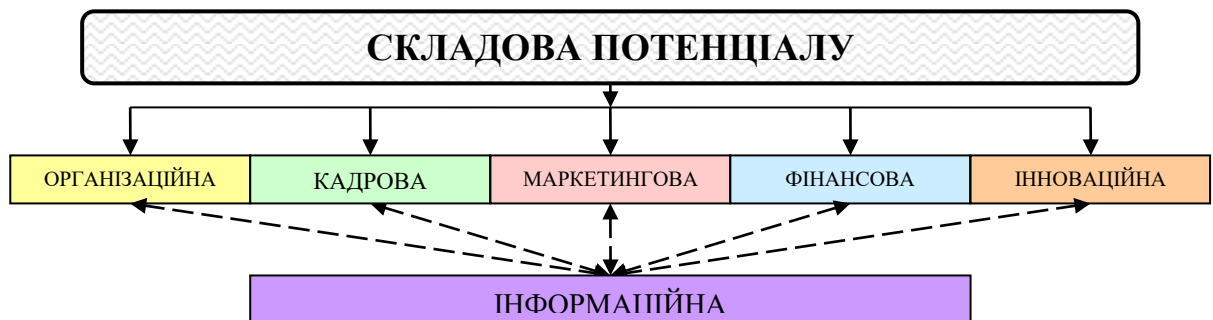 СКЛАДОВА ПОТЕНЦІАЛУ
ОРГАНІЗАЦІЙНА КАДРОВА МАРКЕТИНГОВА ФІНАНСОВА ІННОВАЦІЙНА
ІНФОРМАЦІЙНА